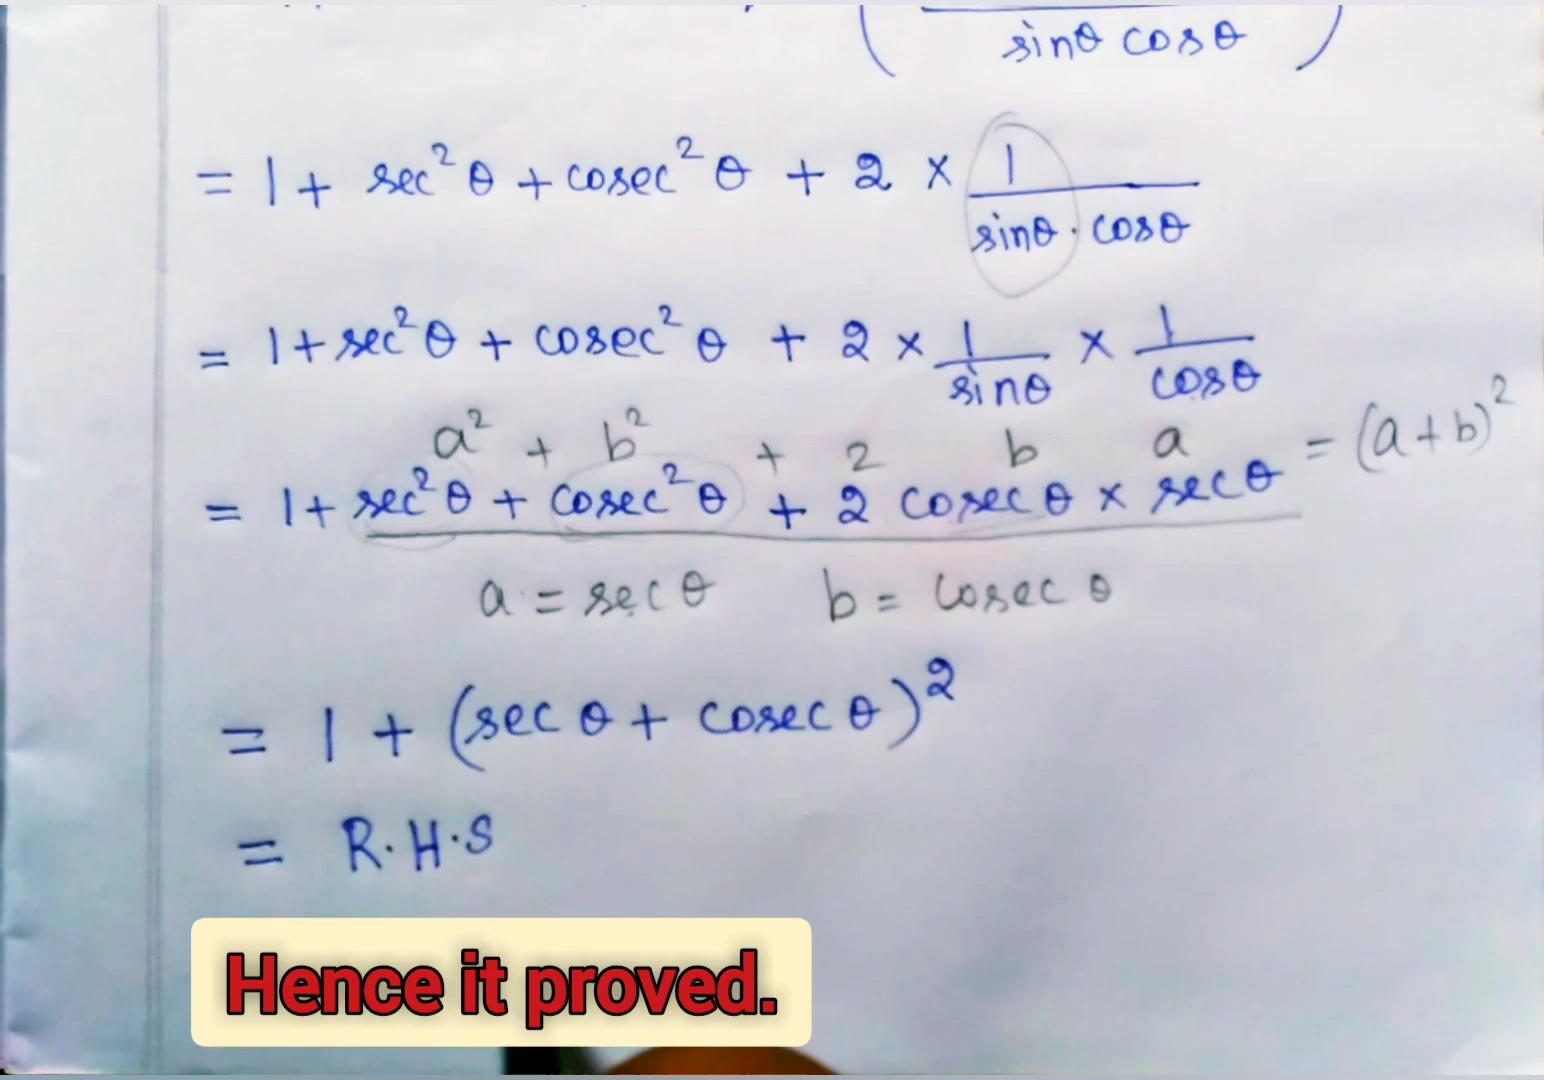 sinθ cosθ
= 1 + sec²θ + cosec²θ + 2 × 1/(sinθ · cosθ)
= 1 + sec²θ + cosec²θ + 2 × 1/sinθ × 1/cosθ
a² + b² + 2 b a = (a+b)²
= 1 + sec²θ + cosec²θ + 2 cosecθ × secθ
a = secθ b = cosecθ
= 1 + (secθ + cosecθ)²
= R.H.S
Hence it proved.